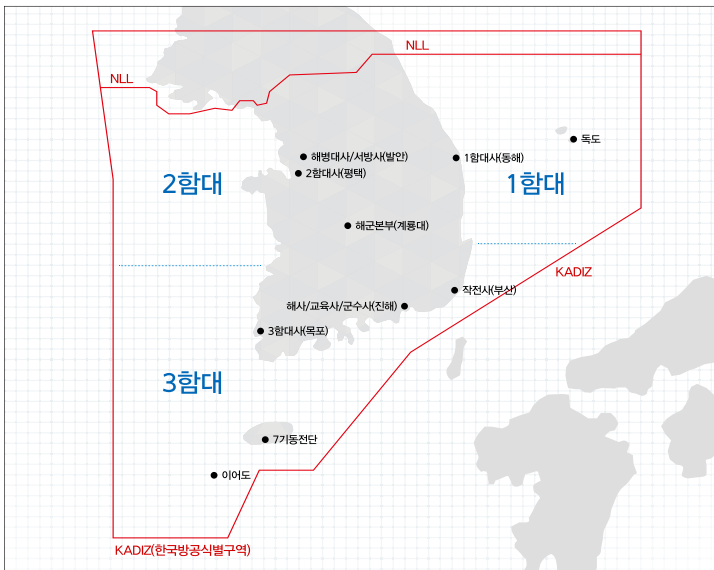 NLL
NLL
독도
해병대사/서방사(발안)
1함대사(동해)
2함대사(평택)
2함대
1함대
해군본부(계룡대)
KADIZ
작전사(부산)
해사/교육사/군수사(진해)
3함대사(목포)
3함대
7기동전단
이어도
KADIZ(한국방공식별구역)